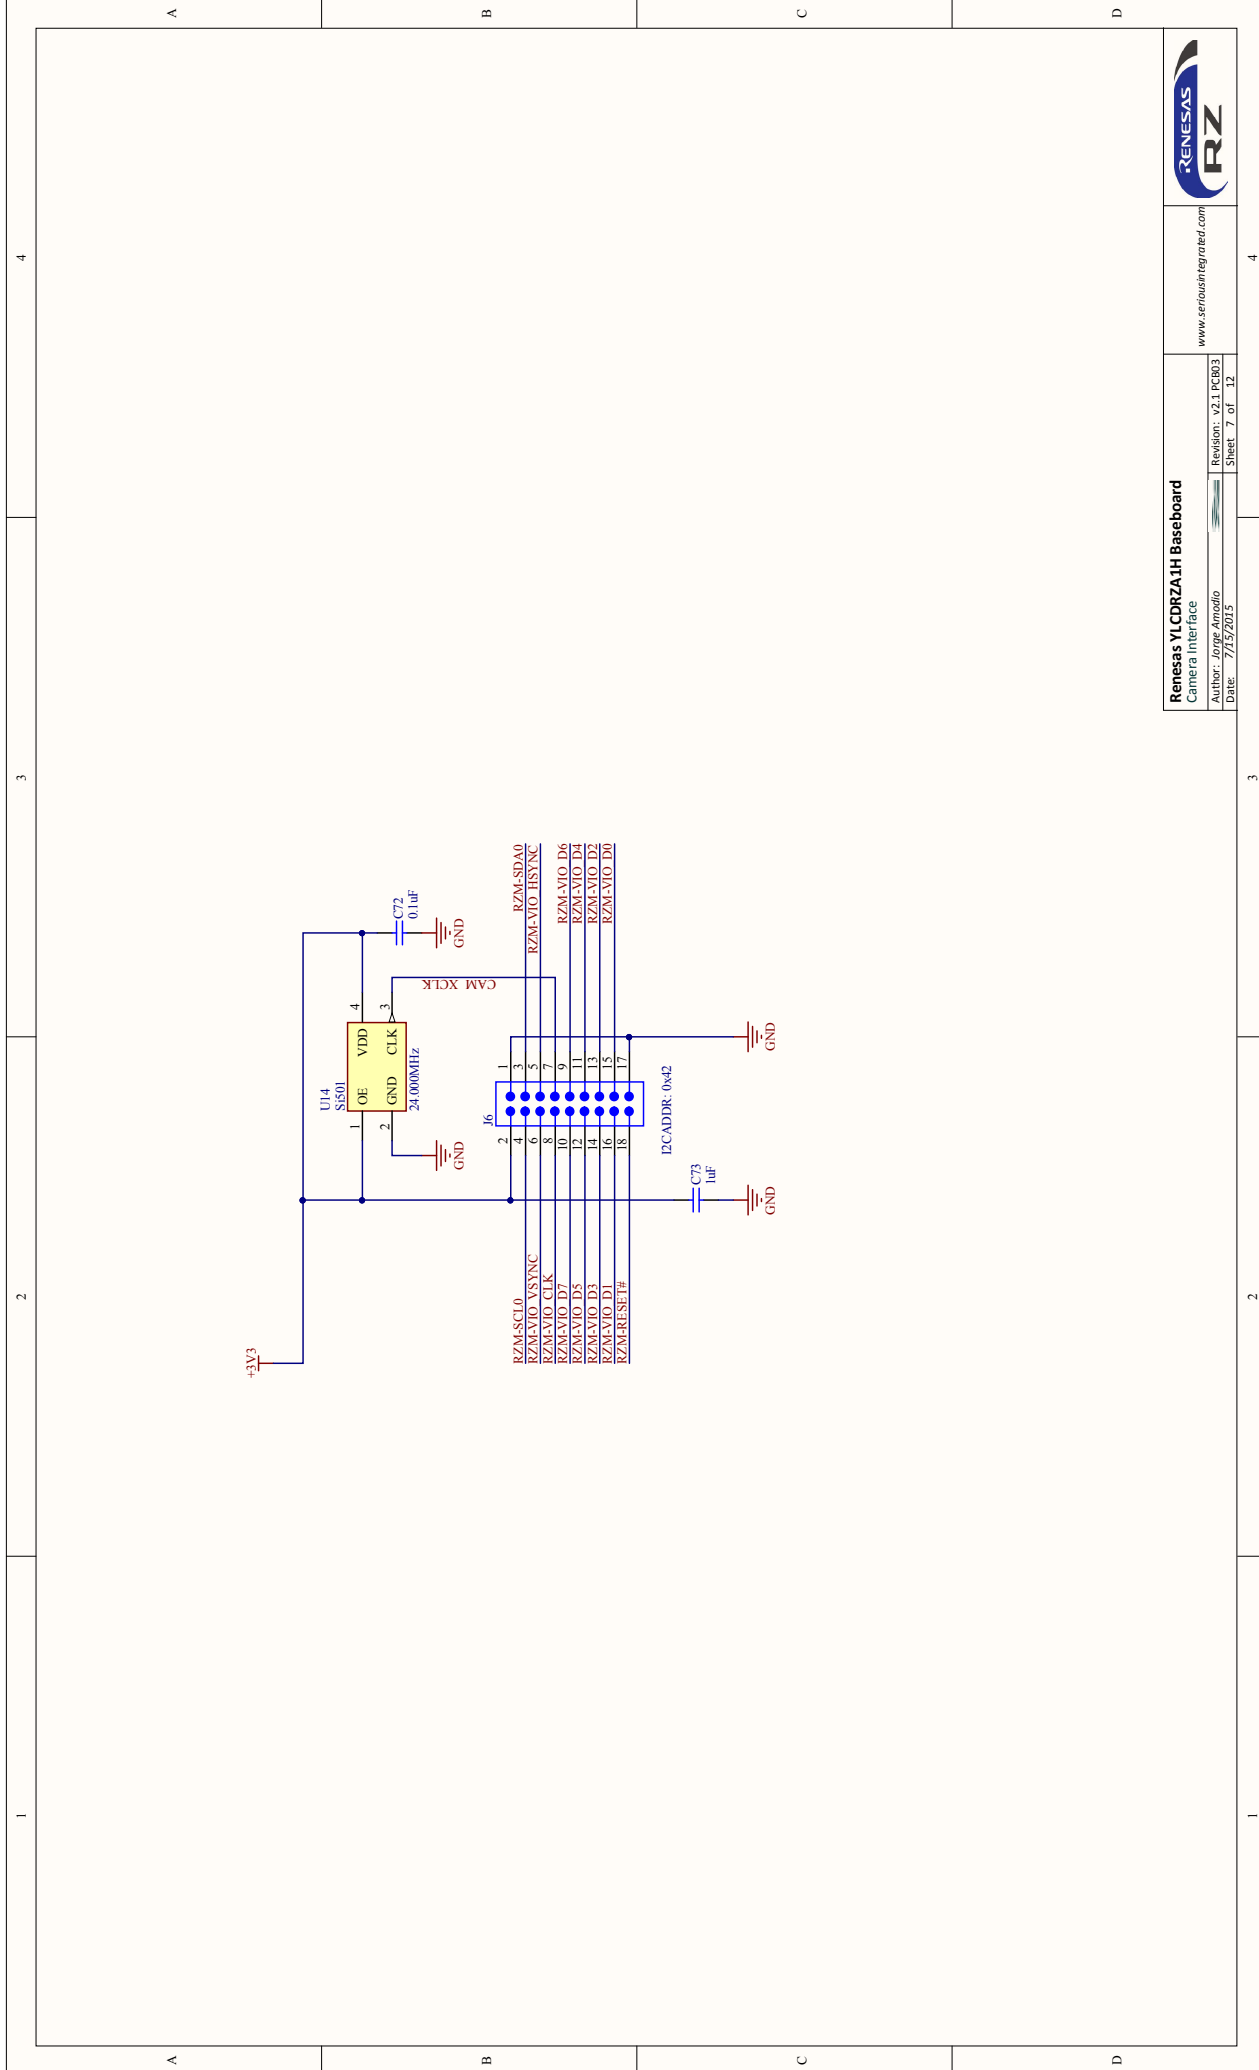 1
2
3
4
A
B
C
D
+3V3
U14
Si501
1
OE
VDD
4
2
GND
CLK
3
24.000MHz
C72
0.1uF
GND
GND
CAM_XCLK
J6
2
1
RZM-SCL0
4
3
RZM-SDA0
RZM-VIO_VSYNC
6
5
RZM-VIO_HSYNC
RZM-VIO_CLK
8
7
RZM-VIO_D7
10
9
RZM-VIO_D6
RZM-VIO_D5
12
11
RZM-VIO_D4
RZM-VIO_D3
14
13
RZM-VIO_D2
RZM-VIO_D1
16
15
RZM-VIO_D0
RZM-RESET#
18
17
I2CADDR: 0x42
C73
1uF
GND
GND
Renesas YLCDRZA1H Baseboard
Camera Interface
Author: Jorge Amodio
Revision: v2.1 PCB03
Date: 7/15/2015
Sheet 7 of 12
www.seriousintegrated.com
RENESAS
RZ
A
B
C
D
1
2
3
4